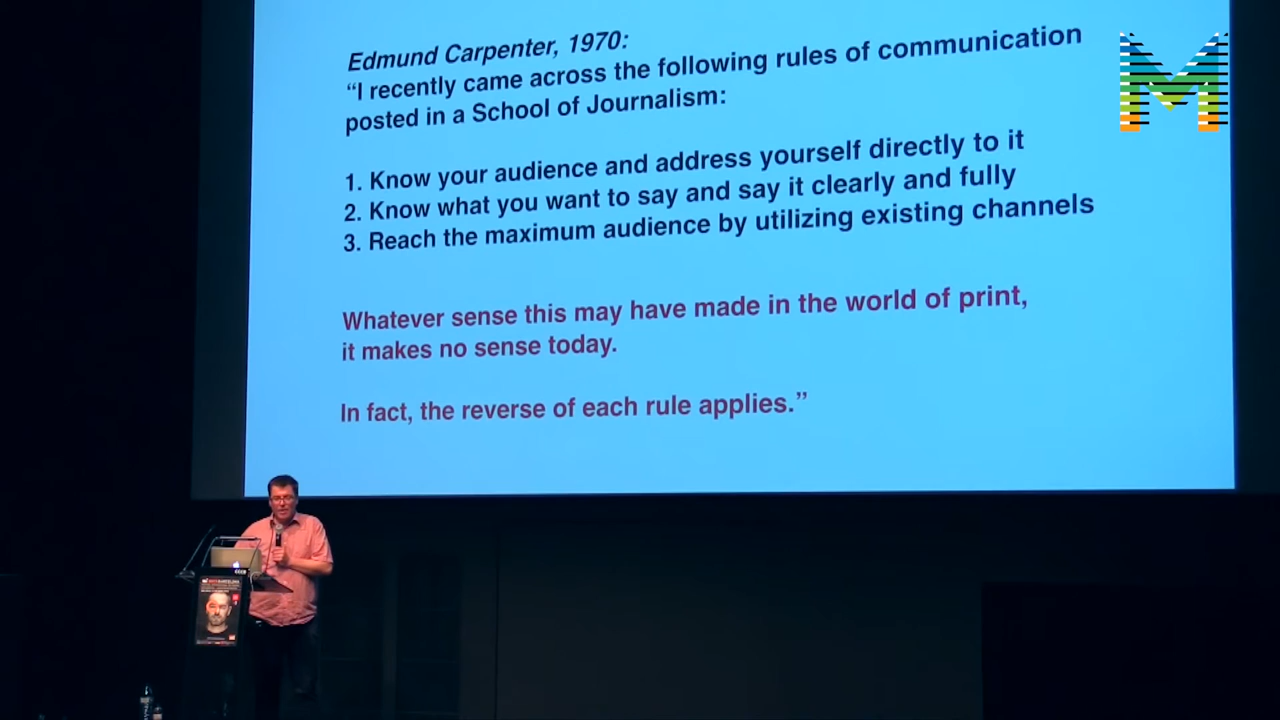 Edmund Carpenter, 1970:
“I recently came across the following rules of communication
posted in a School of Journalism:
1. Know your audience and address yourself directly to it
2. Know what you want to say and say it clearly and fully
3. Reach the maximum audience by utilizing existing channels
Whatever sense this may have made in the world of print,
it makes no sense today.
In fact, the reverse of each rule applies.”
M